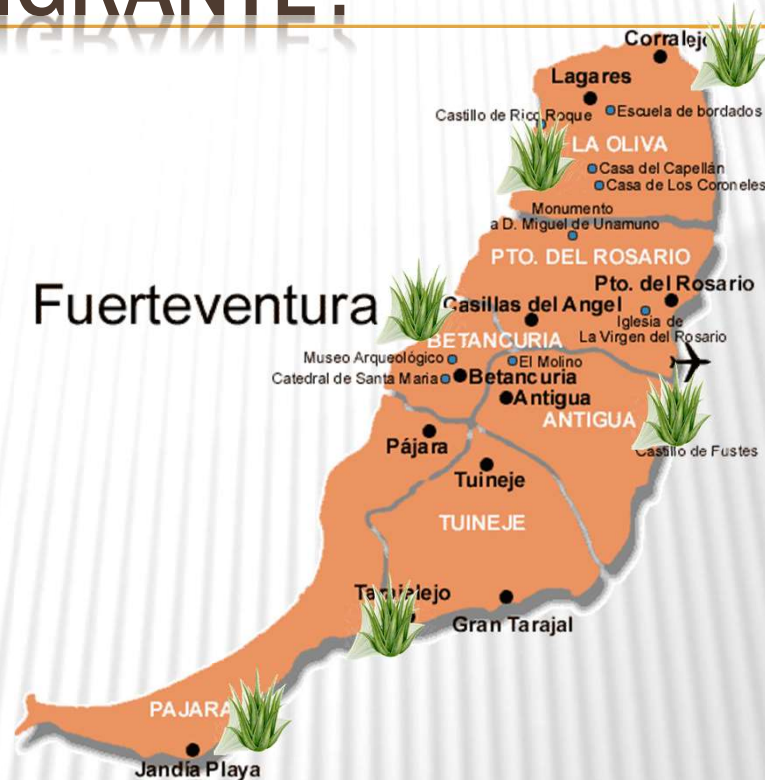 IGRANTE?
Corralejo
Lagares
Castillo de Rico Roque
Escuela de bordados
LA OLIVA
Casa del Capellán
Casa de Los Coroneles
Monumento
a D. Miguel de Unamuno
PTO. DEL ROSARIO
Fuerteventura
Pto. del Rosario
Casillas del Angel
Iglesia de
La Virgen del Rosario
BETANCURIA
Museo Arqueológico
El Molino
Catedral de Santa Maria
Betancuria
Antigua
ANTIGUA
Pájara
Castillo de Fustes
Tuineje
TUINEJE
Gran Tarajal
PAJARA
Jandía Playa